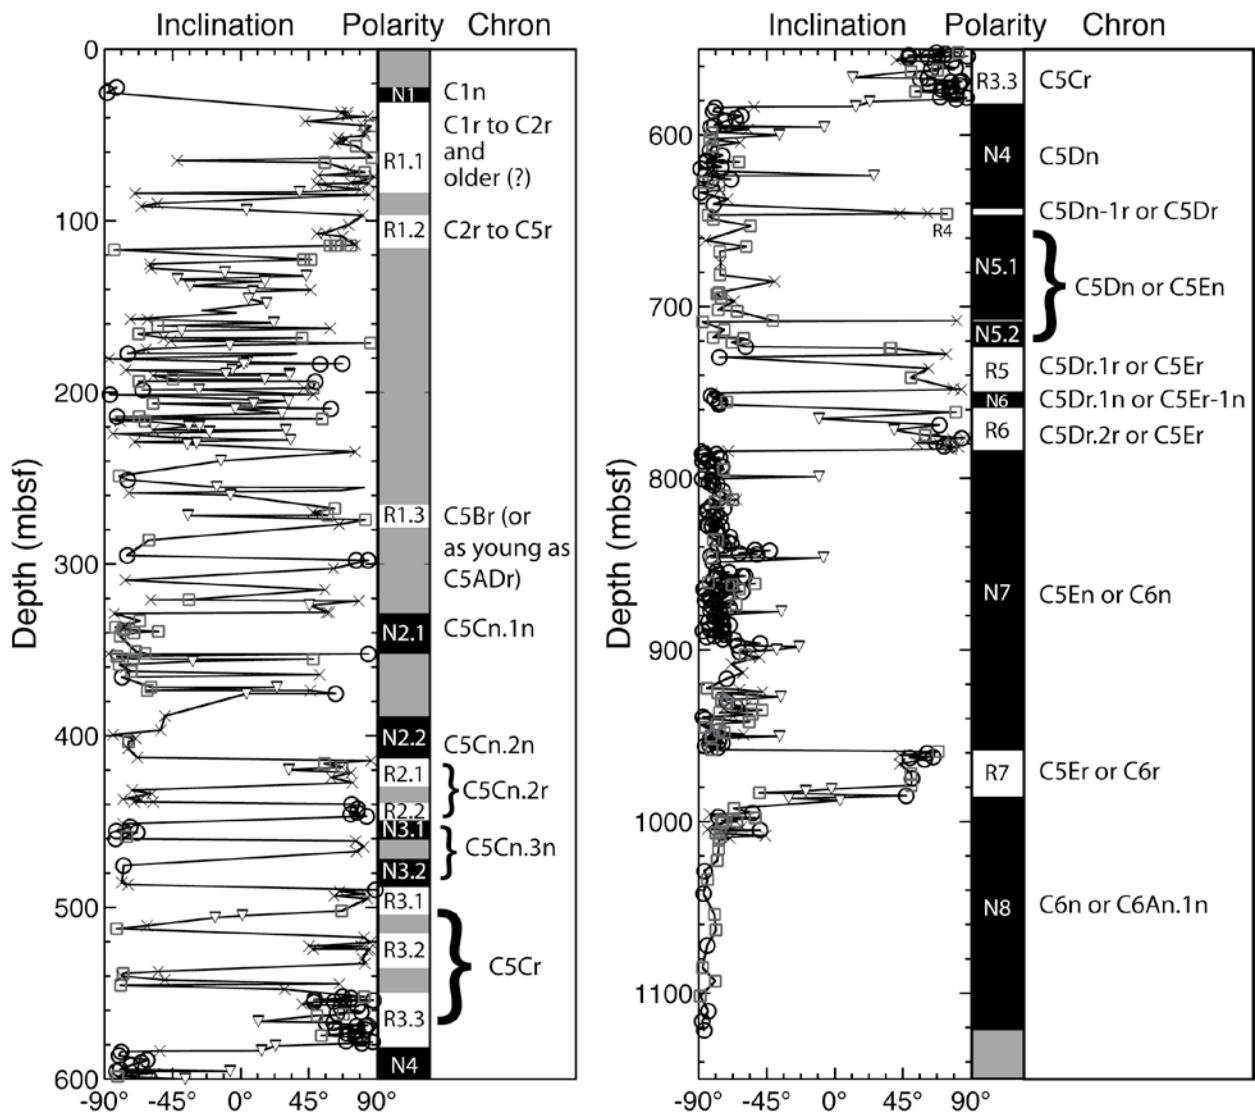 Inclination Polarity Chron
Depth (mbsf)
0
100
200
300
400
500
600
-90° -45° 0° 45° 90°
N1
R1.1
R1.2
R1.3
N2.1
N2.2
R2.1
R2.2
N3.1
N3.2
R3.1
R3.2
R3.3
N4
C1n
C1r to C2r
and
older (?)
C2r to C5r
C5Br (or
as young as
C5ADr)
C5Cn.1n
C5Cn.2n
C5Cn.2r
C5Cn.3n
C5Cr
Inclination Polarity Chron
Depth (mbsf)
600
700
800
900
1000
1100
-90° -45° 0° 45° 90°
R3.3
N4
R4
N5.1
N5.2
R5
N6
R6
N7
R7
N8
C5Cr
C5Dn
C5Dn-1r or C5Dr
C5Dn or C5En
C5Dr.1r or C5Er
C5Dr.1n or C5Er-1n
C5Dr.2r or C5Er
C5En or C6n
C5Er or C6r
C6n or C6An.1n